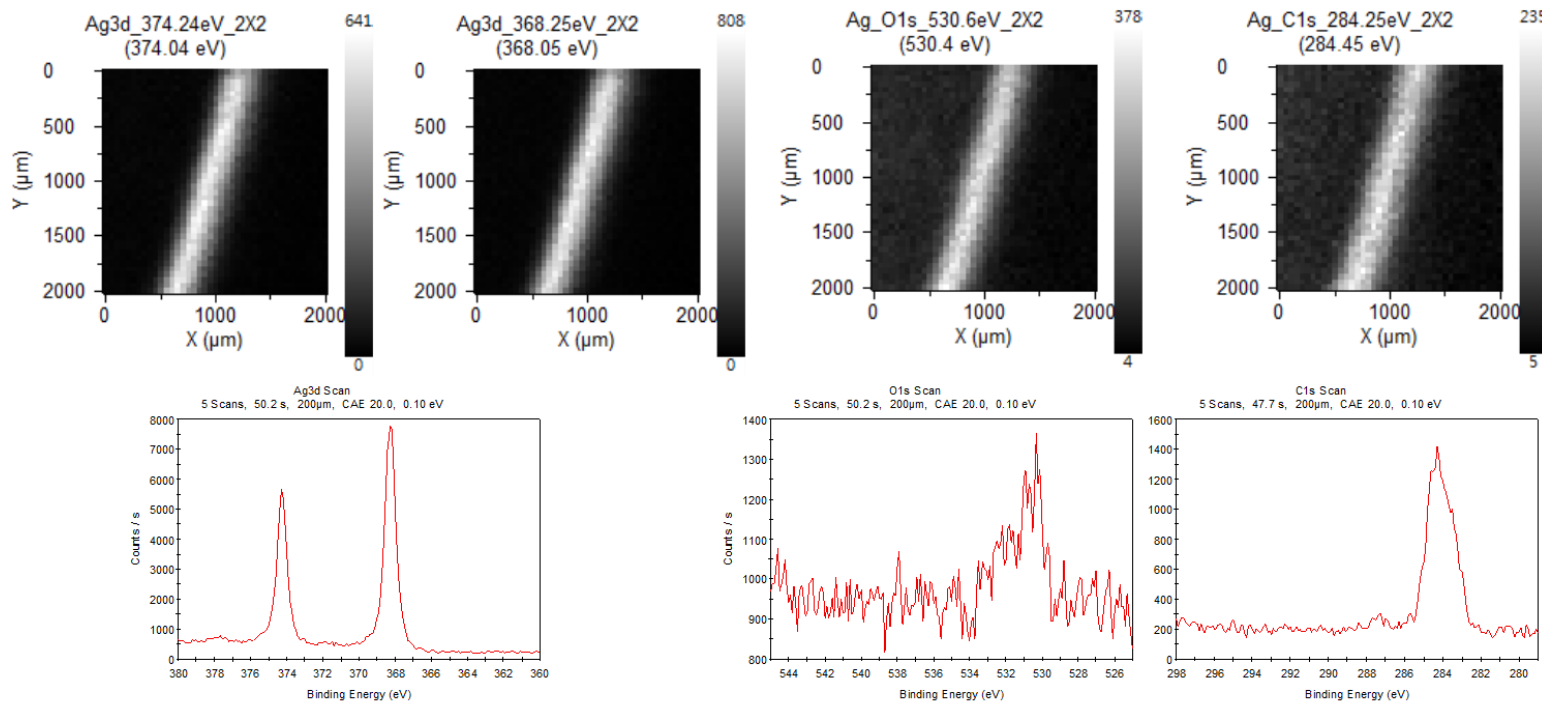 Ag3d_374.24eV_2X2
(374.04 eV)
641
0
500
1000
1500
2000
Y (µm)
0
1000
2000
X (µm)
0
Ag3d_368.25eV_2X2
(368.05 eV)
808
0
500
1000
1500
2000
Y (µm)
0
1000
2000
X (µm)
0
Ag_O1s_530.6eV_2X2
(530.4 eV)
378
0
500
1000
1500
2000
Y (µm)
0
1000
2000
X (µm)
4
Ag_C1s_284.25eV_2X2
(284.45 eV)
235
0
500
1000
1500
2000
Y (µm)
0
1000
2000
X (µm)
5
Ag3d Scan
5 Scans, 50.2 s, 200µm, CAE 20.0, 0.10 eV
8000
7000
6000
5000
4000
3000
2000
1000
0
Counts / s
380 378 376 374 372 370 368 366 364 362 360
Binding Energy (eV)
O1s Scan
5 Scans, 50.2 s, 200µm, CAE 20.0, 0.10 eV
1400
1300
1200
1100
1000
900
800
Counts / s
544 542 540 538 536 534 532 530 528 526
Binding Energy (eV)
C1s Scan
5 Scans, 47.7 s, 200µm, CAE 20.0, 0.10 eV
1600
1400
1200
1000
800
600
400
200
0
298 296 294 292 290 288 286 284 282 280
Binding Energy (eV)